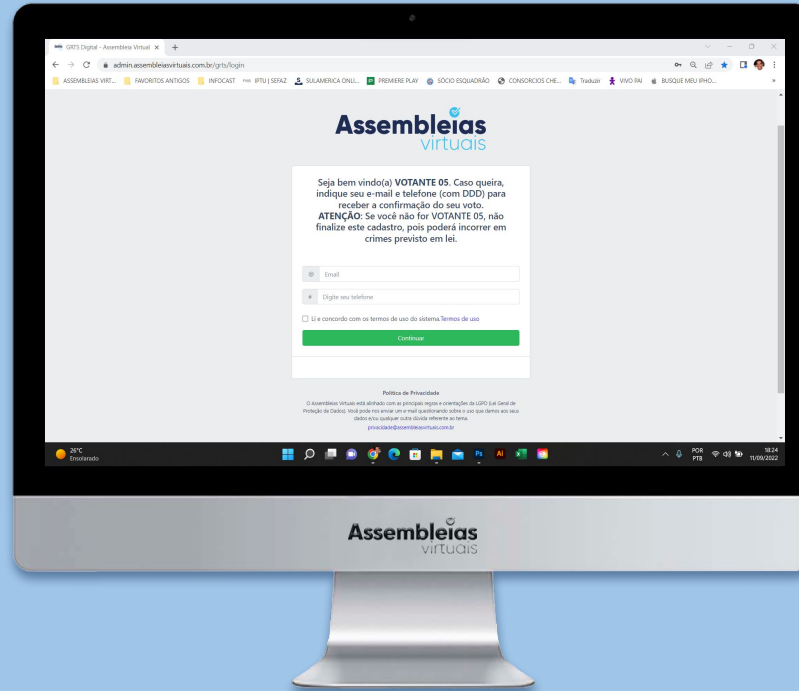 GRTS Digital - Assembleia Virtual
admin.assembleiasvirtuais.com.br/grts/login
ASSEMBLEIAS VIRT... FAVORITOS ANTIGOS INFOCAST IPTU | SEFAZ SULAMERICA ONLI... PREMIERE PLAY SÓCIO ESQUADRÃO CONSORCIOS CHE... Traduzir VIVO PAI BUSQUE MEU IPHO... »
Assembleias
virtuais
Seja bem vindo(a) VOTANTE 05. Caso queira,
indique seu e-mail e telefone (com DDD) para
receber a confirmação do seu voto.
ATENÇÃO: Se você não for VOTANTE 05, não
finalize este cadastro, pois poderá incorrer em
crimes previsto em lei.
Email
Digite seu telefone
Li e concordo com os termos de uso do sistema.Termos de uso
Continuar
Política de Privacidade
O Assembleias Virtuais está alinhado com as principais regras e orientações da LGPD (Lei Geral de
Proteção de Dados). Você pode nos enviar um e-mail questionando sobre o uso que damos aos seus
dados e/ou qualquer outra dúvida referente ao tema.
privacidade@assembleiasvirtuais.com.br
26°C
Ensolarado
Ps
Ai
POR
PTB
18:24
11/09/2022
Assembleias
virtuais